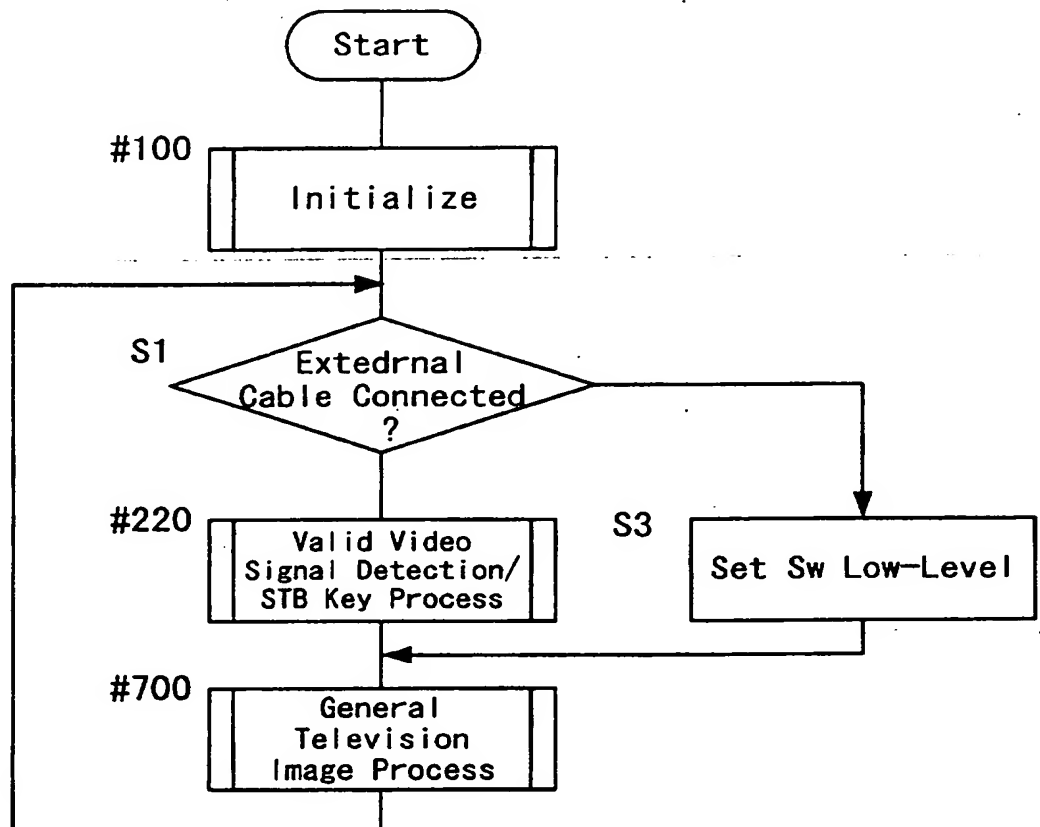 Start
#100
Initialize
S1
Extedrnal
Cable Connected
?
#220
Valid Video
Signal Detection/
STB Key Process
S3
Set Sw Low-Level
#700
General
Television
Image Process